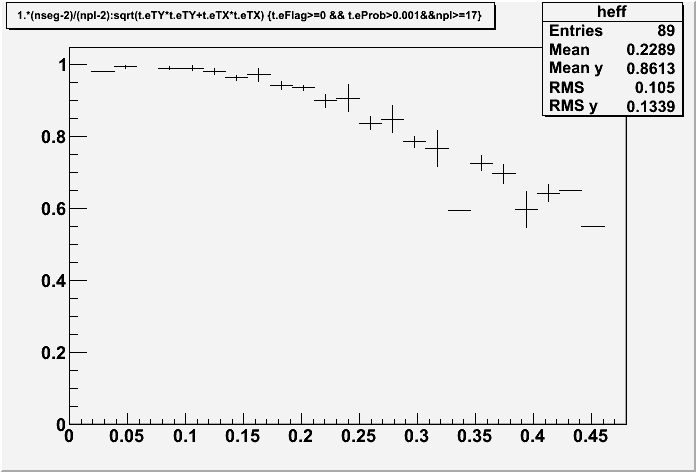 1.*(nseg-2)/(npl-2):sqrt(t.eTY*t.eTY+t.eTX*t.eTX) {t.eFlag>=0 && t.eProb>0.001&&npl>=17}
heff
Entries 89
Mean 0.2289
Mean y 0.8613
RMS 0.105
RMS y 0.1339
1
0.8
0.6
0.4
0.2
0
0 0.05 0.1 0.15 0.2 0.25 0.3 0.35 0.4 0.45